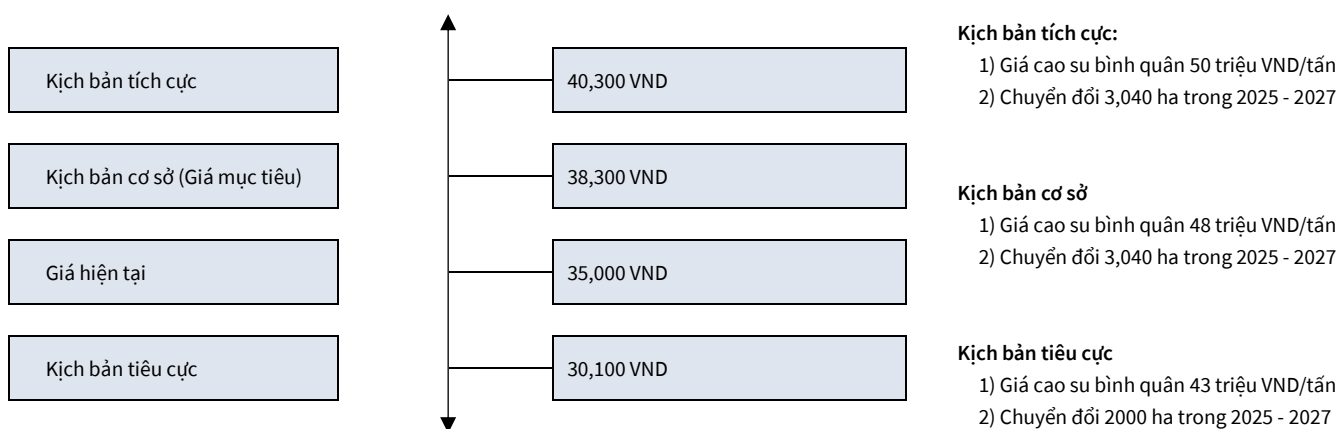 Kịch bản tích cực
40,300 VND
Kịch bản cơ sở (Giá mục tiêu)
38,300 VND
Giá hiện tại
35,000 VND
Kịch bản tiêu cực
30,100 VND
Kịch bản tích cực:
1) Giá cao su bình quân 50 triệu VND/tấn
2) Chuyển đổi 3,040 ha trong 2025 - 2027
Kịch bản cơ sở
1) Giá cao su bình quân 48 triệu VND/tấn
2) Chuyển đổi 3,040 ha trong 2025 - 2027
Kịch bản tiêu cực
1) Giá cao su bình quân 43 triệu VND/tấn
2) Chuyển đổi 2000 ha trong 2025 - 2027